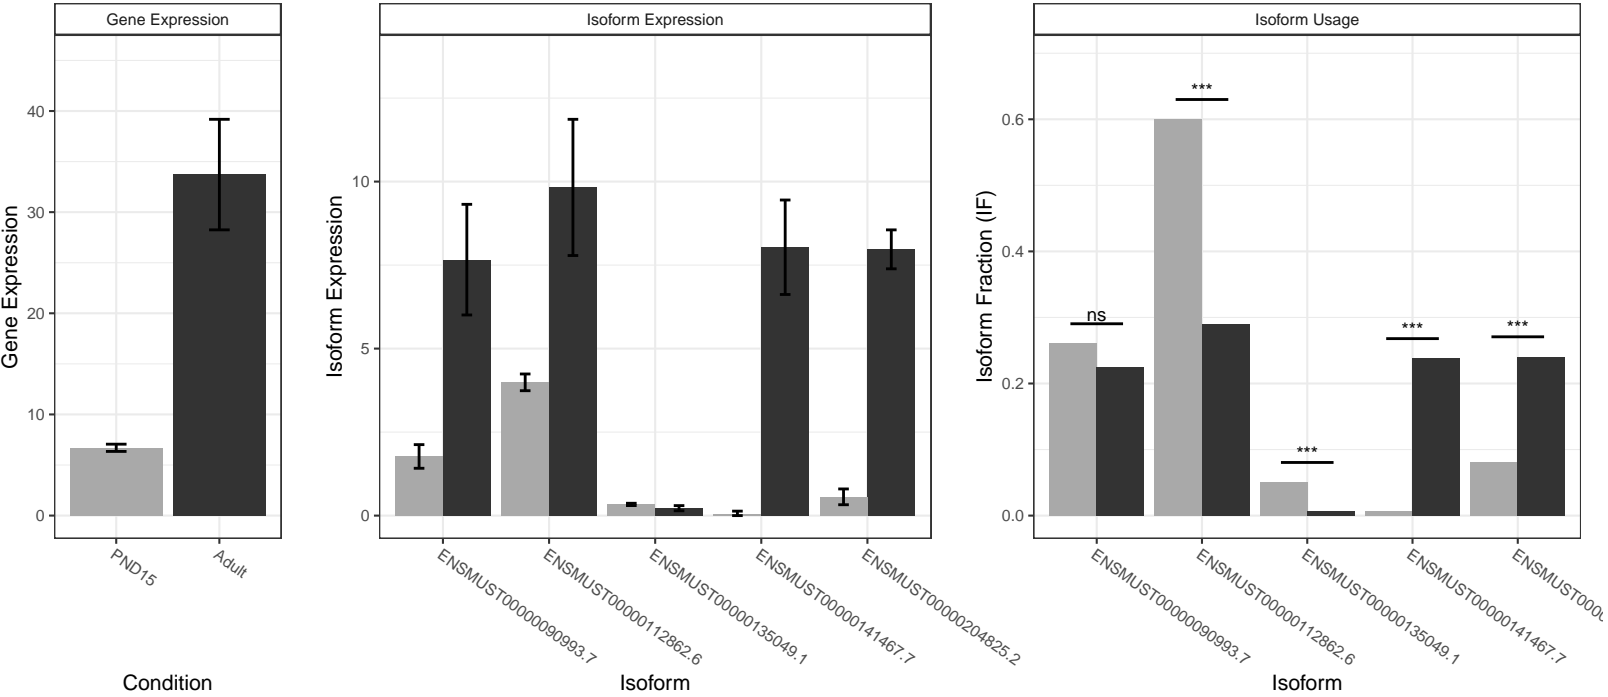 Gene Expression
Isoform Expression
Isoform Usage
Gene Expression
40
30
20
10
0
PND15
Adult
Condition
Isoform Expression
10
5
0
ENSMUST00000090993.7
ENSMUST00000112862.6
ENSMUST00000135049.1
ENSMUST00000141467.7
ENSMUST00000204825.2
Isoform
Isoform Fraction (IF)
0.6
0.4
0.2
0.0
ns
***
***
***
***
ENSMUST00000090993.7
ENSMUST00000112862.6
ENSMUST00000135049.1
ENSMUST00000141467.7
Isoform